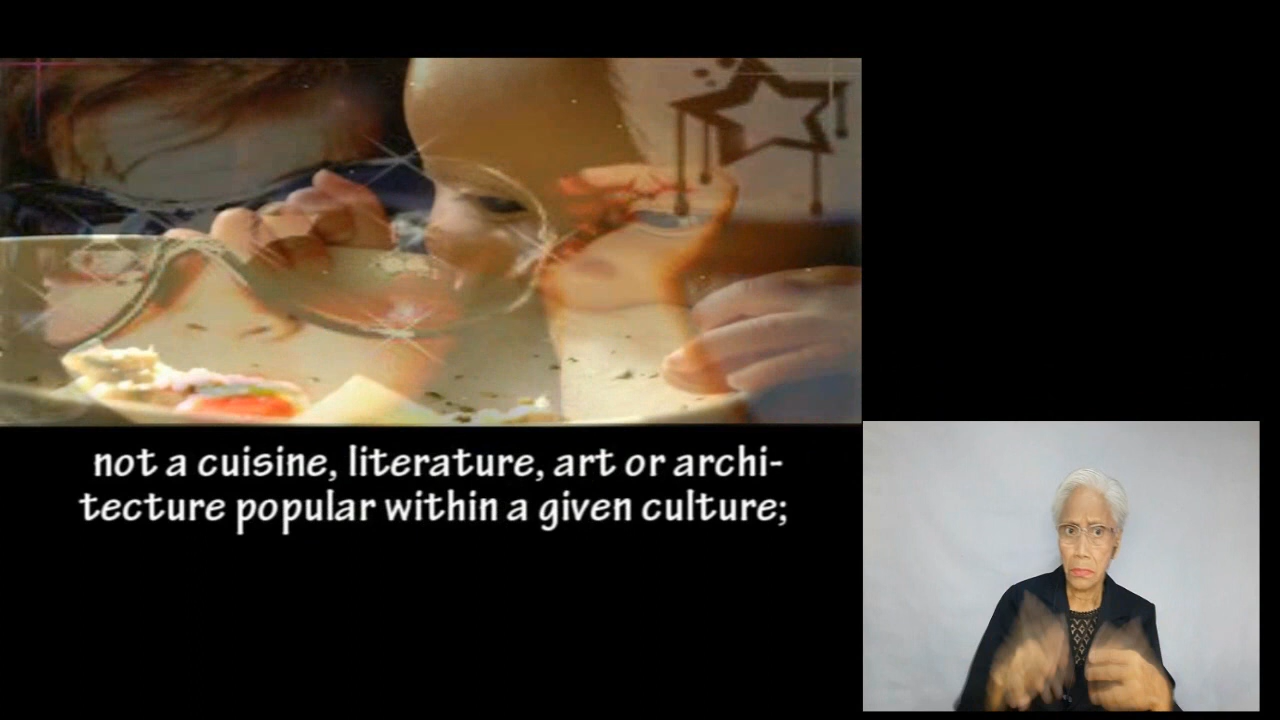 not a cuisine, literature, art or archi-
tecture popular within a given culture;